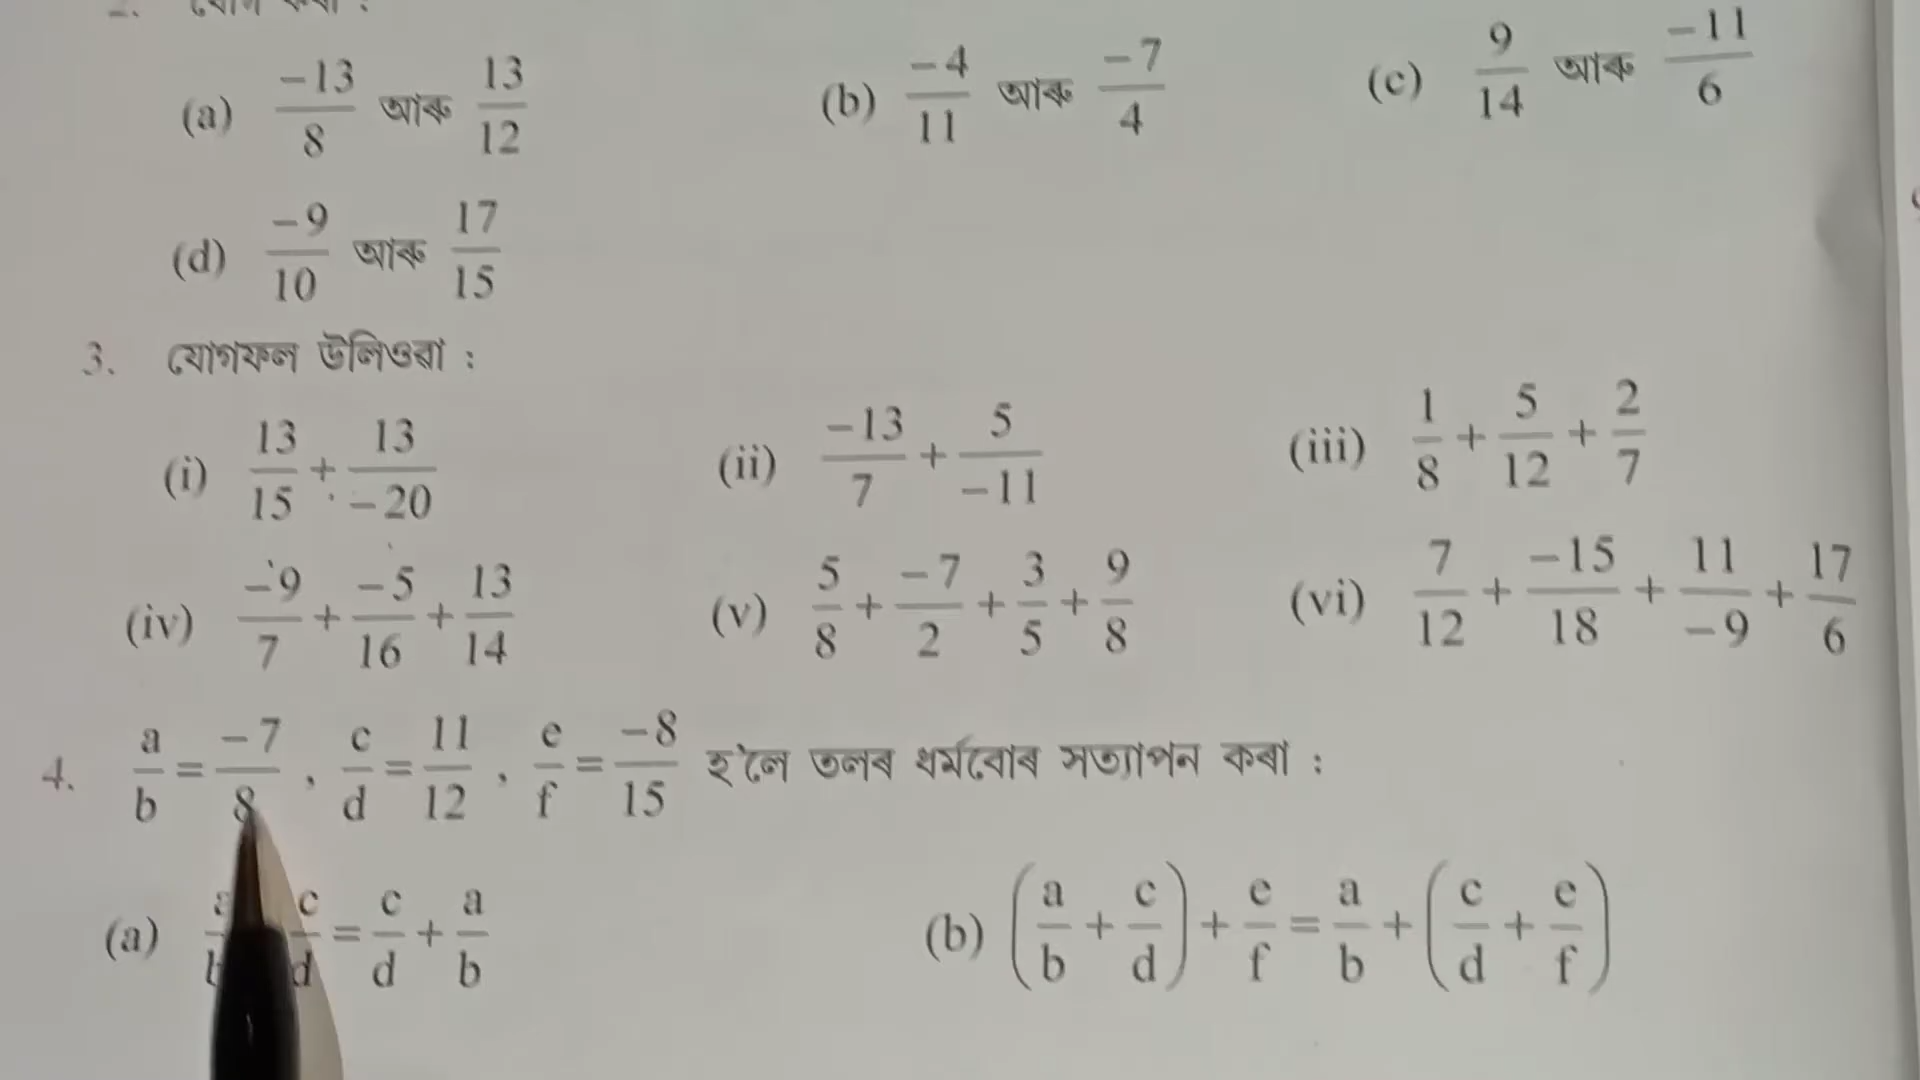 2. যোগ কৰা :
(a) -13/8 আৰু 13/12 (b) -4/11 আৰু -7/4 (c) 9/14 আৰু -11/6
(d) -9/10 আৰু 17/15
3. যোগফল উলিওৱা :
(i) 13/15 + 13/-20 (ii) -13/7 + 5/-11 (iii) 1/8 + 5/12 + 2/7
(iv) -9/7 + -5/16 + 13/14 (v) 5/8 + -7/2 + 3/5 + 9/8 (vi) 7/12 + -15/18 + 11/-9 + 17/6
4. a/b = -7/8 , c/d = 11/12 , e/f = -8/15 হ'লে তলৰ ধৰ্মবোৰ সত্যাপন কৰা :
(a) a/b c/d = c/d + a/b (b) (a/b + c/d) + e/f = a/b + (c/d + e/f)